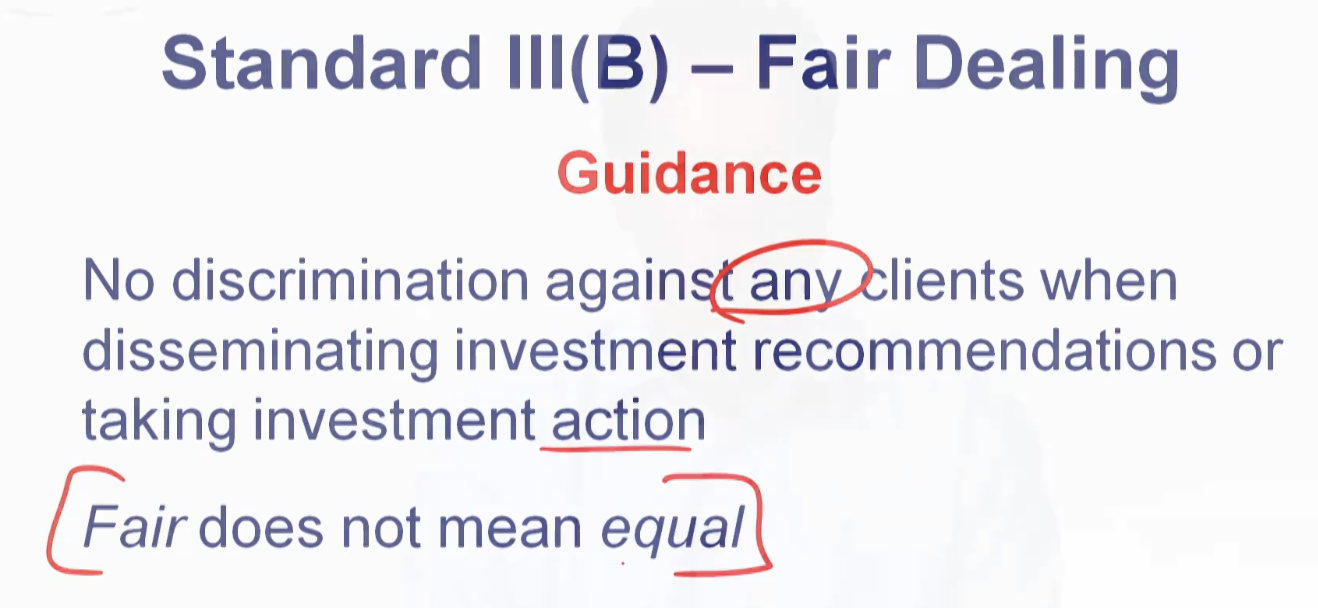 Standard III(B) – Fair Dealing
Guidance
No discrimination against any clients when
disseminating investment recommendations or
taking investment action
Fair does not mean equal